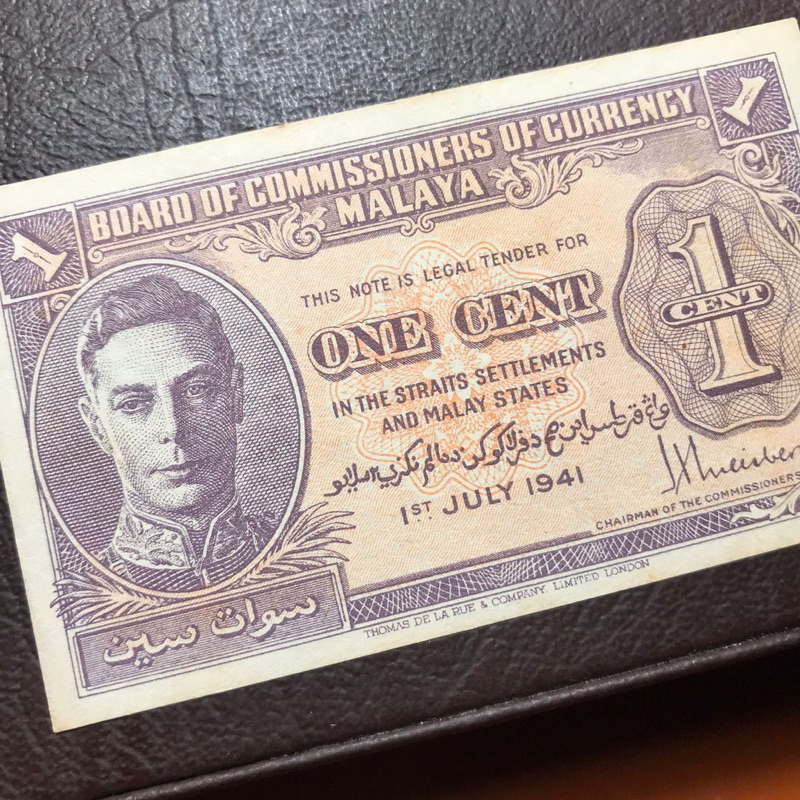 1
BOARD OF COMMISSIONERS OF CURRENCY
MALAYA
1
THIS NOTE IS LEGAL TENDER FOR
ONE CENT
1
CENT
IN THE STRAITS SETTLEMENTS
AND MALAY STATES
1ST JULY 1941
CHAIRMAN OF THE COMMISSIONERS
سوات سين
THOMAS DE LA RUE & COMPANY, LIMITED LONDON